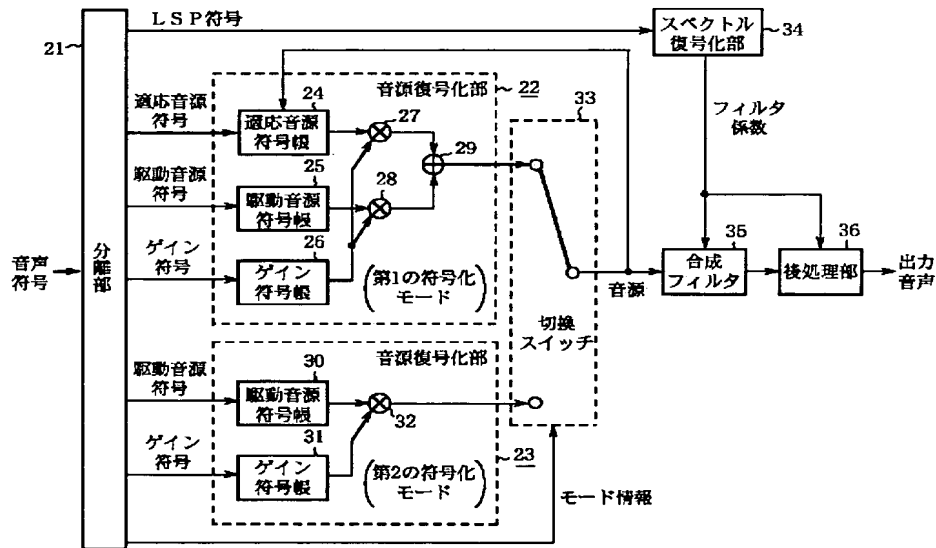 LSP符号
スペクトル
復号化部
34
21
音源復号化部
22
33
フィルタ
係数
適応音源
符号
24
適応音源
符号帳
27
29
駆動音源
符号
25
駆動音源
符号帳
28
音声
符号
分離部
ゲイン
符号
26
ゲイン
符号帳
(第1の符号化
モード)
音源
35
合成
フィルタ
36
後処理部
出力
音声
切換
スイッチ
音源復号化部
駆動音源
符号
30
駆動音源
符号帳
32
ゲイン
符号
31
ゲイン
符号帳
(第2の符号化
モード)
23
モード情報